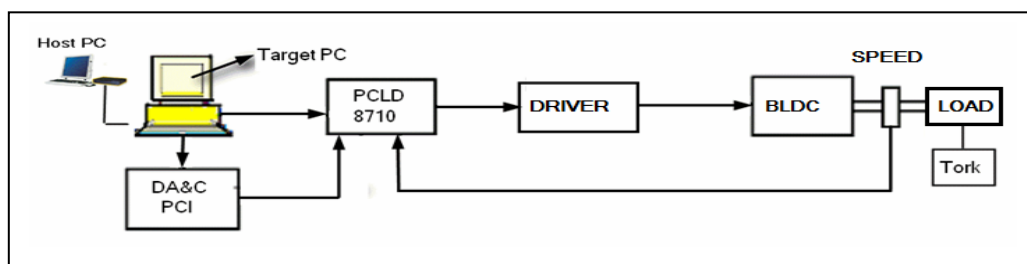 Host PC
Target PC
SPEED
PCLD
8710
DRIVER
BLDC
LOAD
DA&C
PCI
Tork